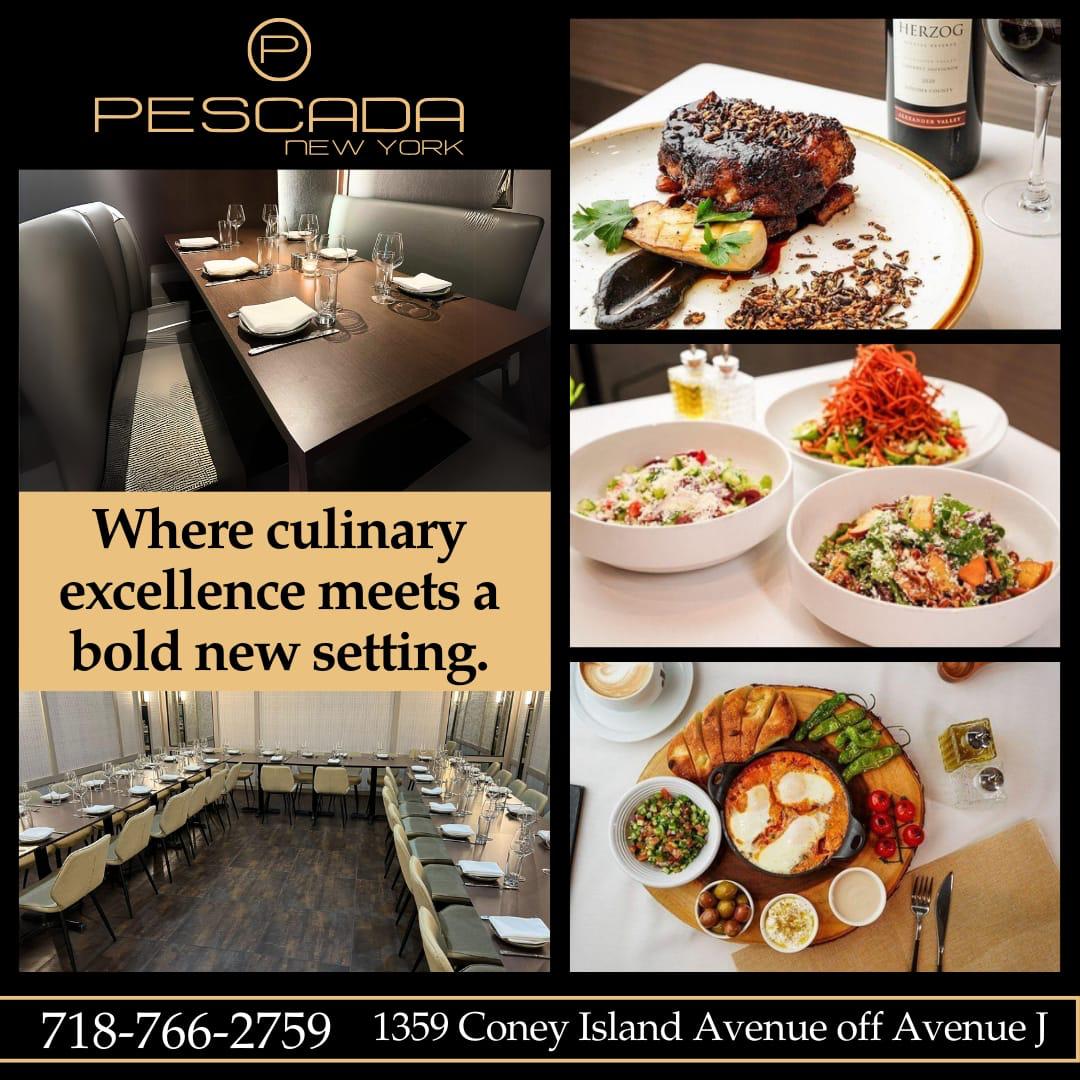 P
PESCADA
NEW YORK
HERZOG
ALEXANDER VALLEY
Where culinary
excellence meets a
bold new setting.
718-766-2759
1359 Coney Island Avenue off Avenue J